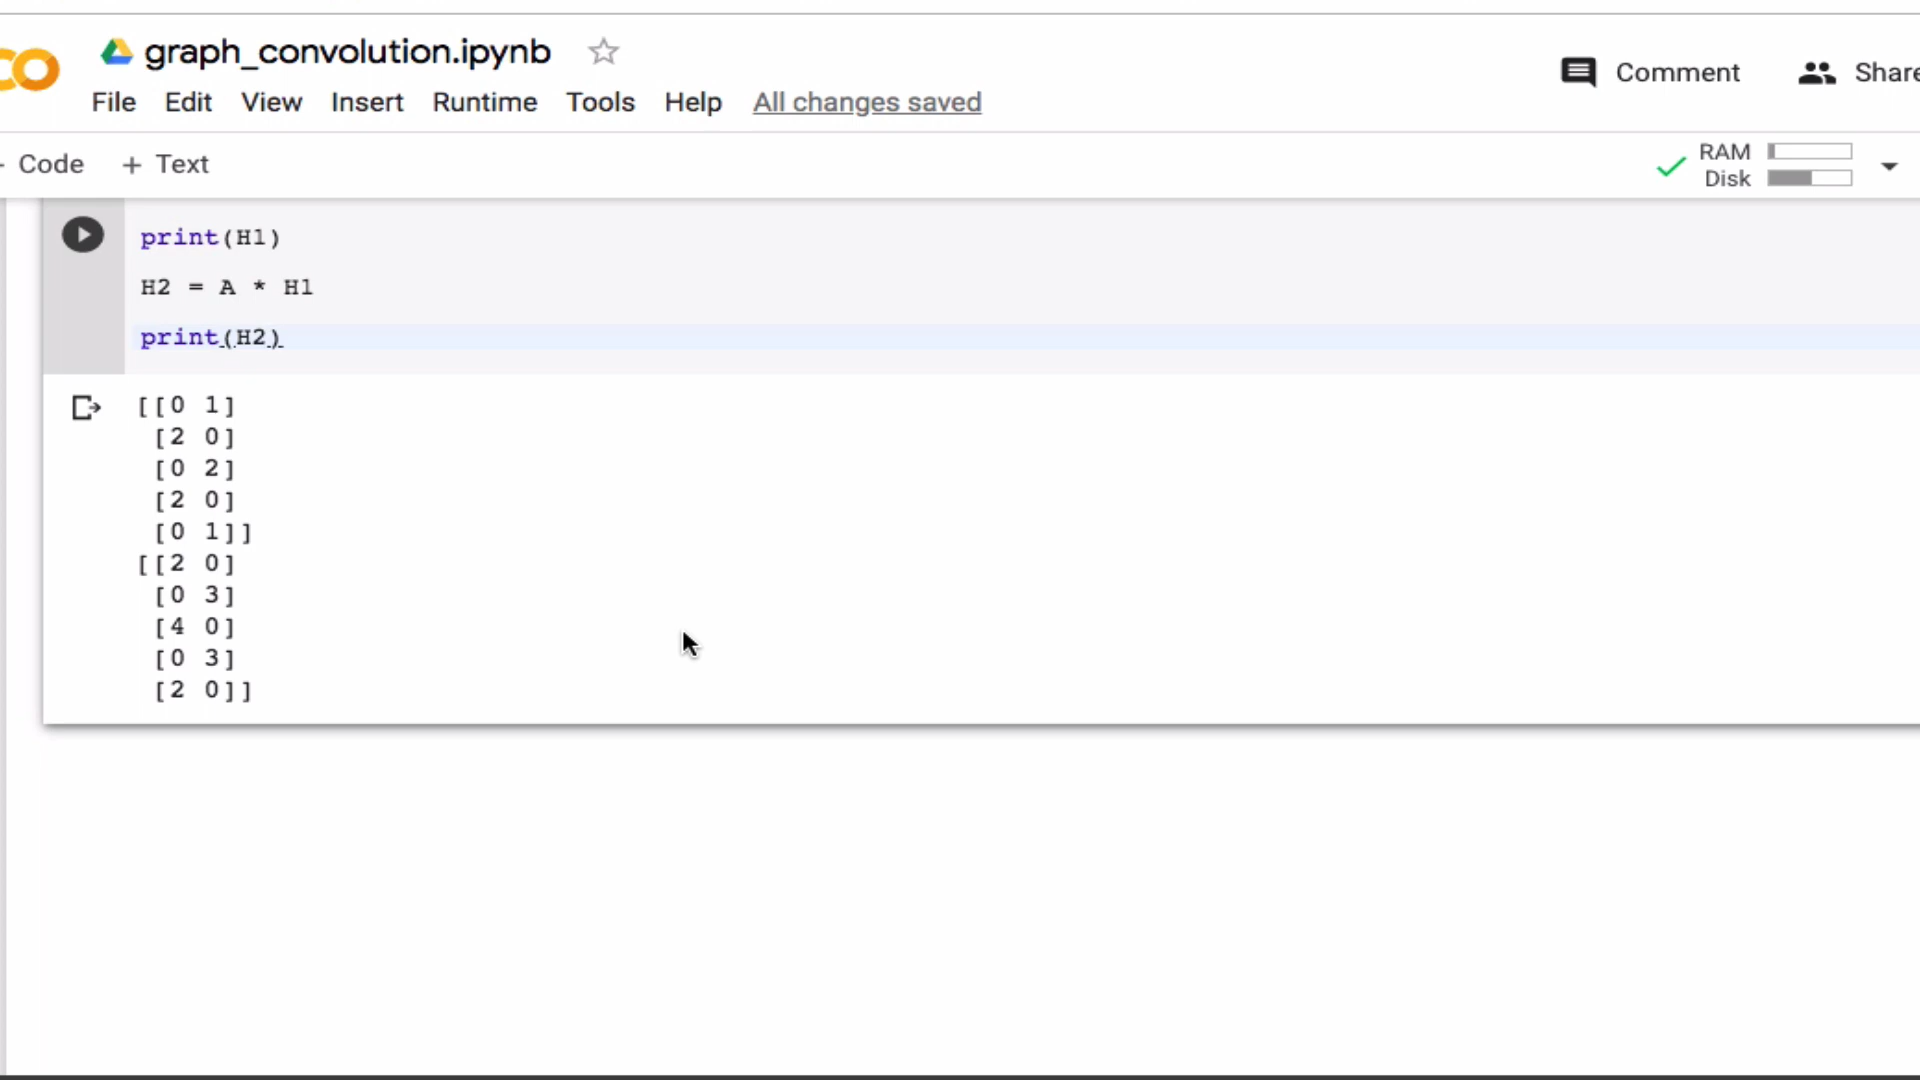 graph_convolution.ipynb
Comment
Share
File Edit View Insert Runtime Tools Help All changes saved
Code + Text
RAM
Disk
print(H1)
H2 = A * H1
print(H2)
[[0 1]
[2 0]
[0 2]
[2 0]
[0 1]]
[[2 0]
[0 3]
[4 0]
[0 3]
[2 0]]